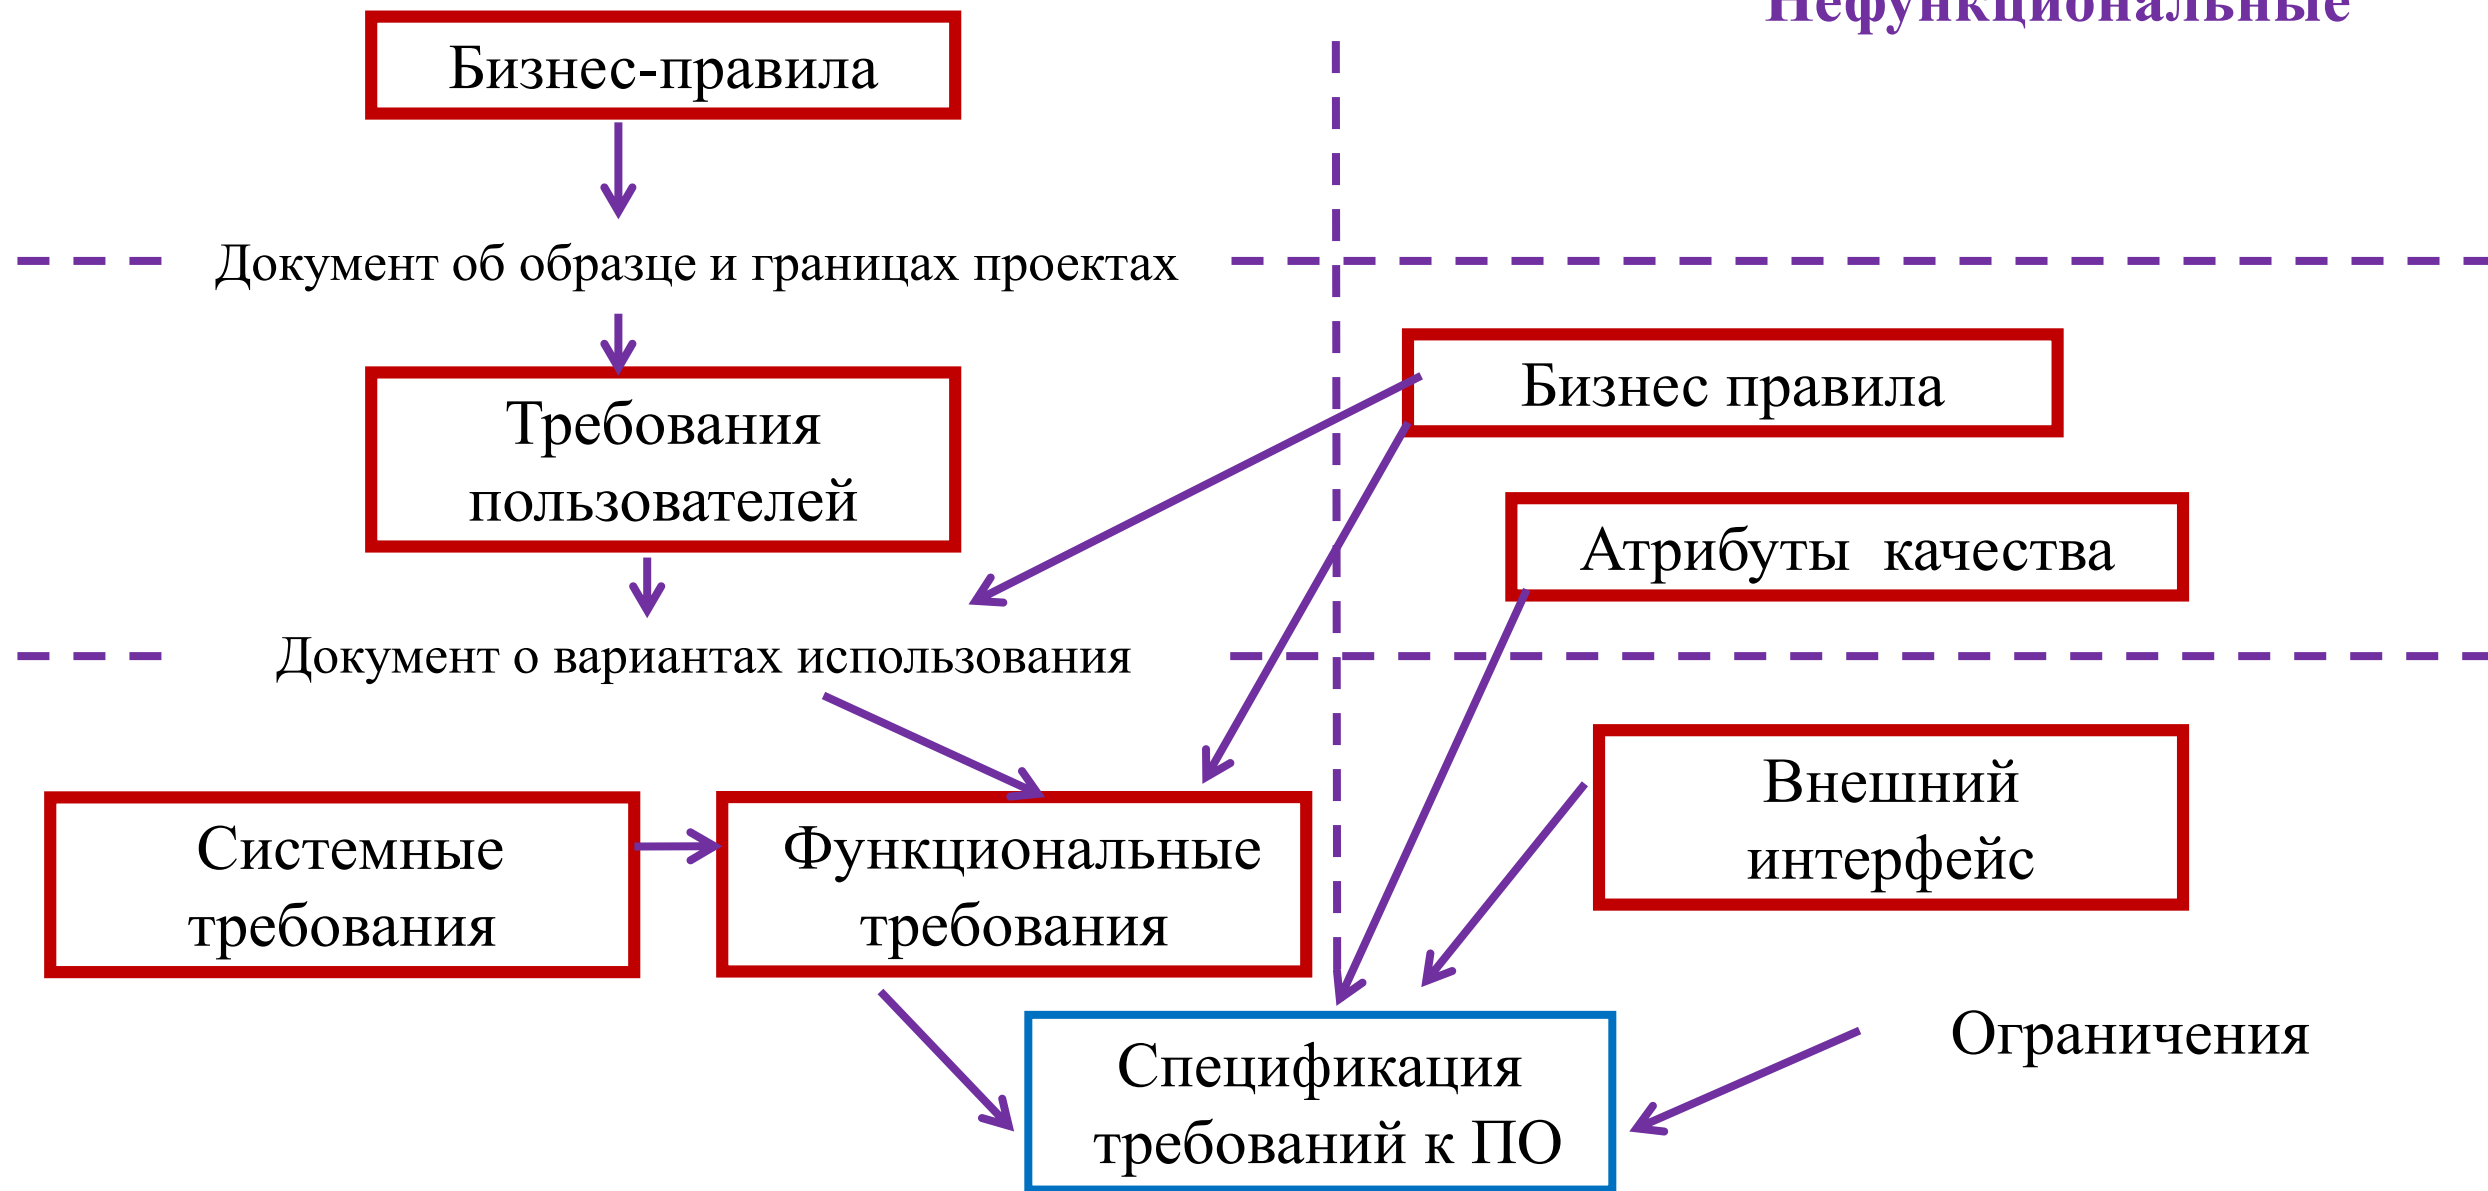 Нефункциональные
Бизнес-правила
Документ об образце и границах проектах
Требования
пользователей
Бизнес правила
Атрибуты качества
Документ о вариантах использования
Системные
требования
Функциональные
требования
Внешний
интерфейс
Ограничения
Спецификация
требований к ПО